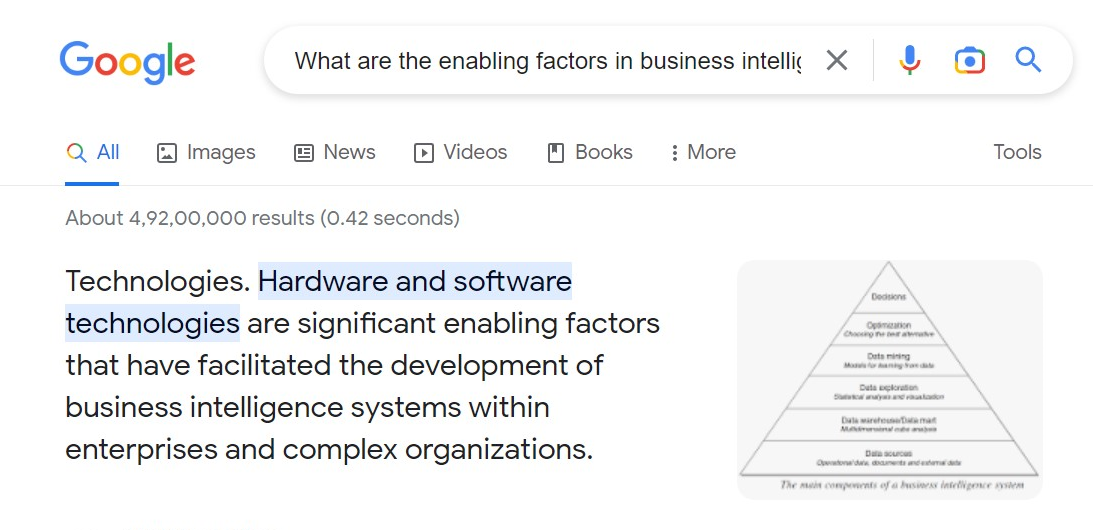 Google
What are the enabling factors in business intellig
All
Images
News
Videos
Books
More
Tools
About 4,92,00,000 results (0.42 seconds)
Technologies. Hardware and software
technologies are significant enabling factors
that have facilitated the development of
business intelligence systems within
enterprises and complex organizations.
Decisions
Optimization
Choosing the best alternative
Data mining
Models for learning from data
Data exploration
Statistical analysis and visualization
Data warehouse/Data mart
Multidimensional cube analysis
Data sources
Operational data, documents and external data
The main components of a business intelligence system